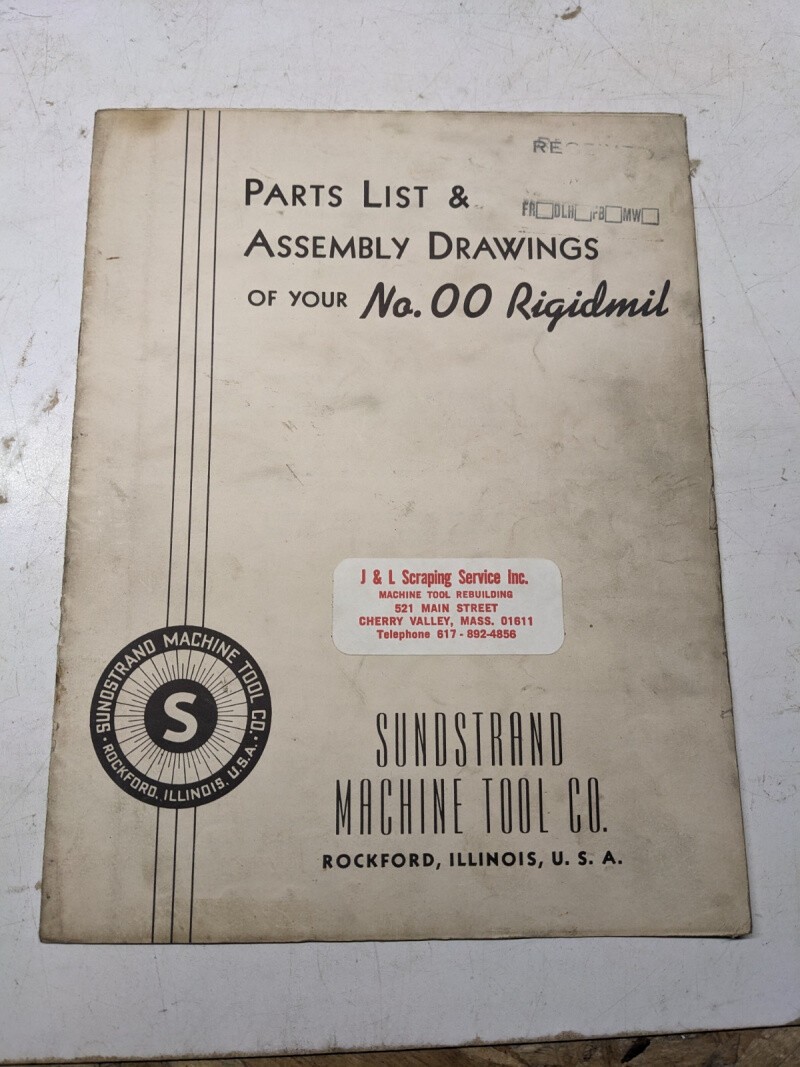 PARTS LIST &
ASSEMBLY DRAWINGS
OF YOUR No. 00 Rigidmil
J & L Scraping Service Inc.
MACHINE TOOL REBUILDING
521 MAIN STREET
CHERRY VALLEY, MASS. 01611
Telephone 617 - 892-4856
SUNDSTRAND MACHINE TOOL CO.
ROCKFORD, ILLINOIS, U.S.A.
S
SUNDSTRAND
MACHINE TOOL CO.
ROCKFORD, ILLINOIS, U. S. A.